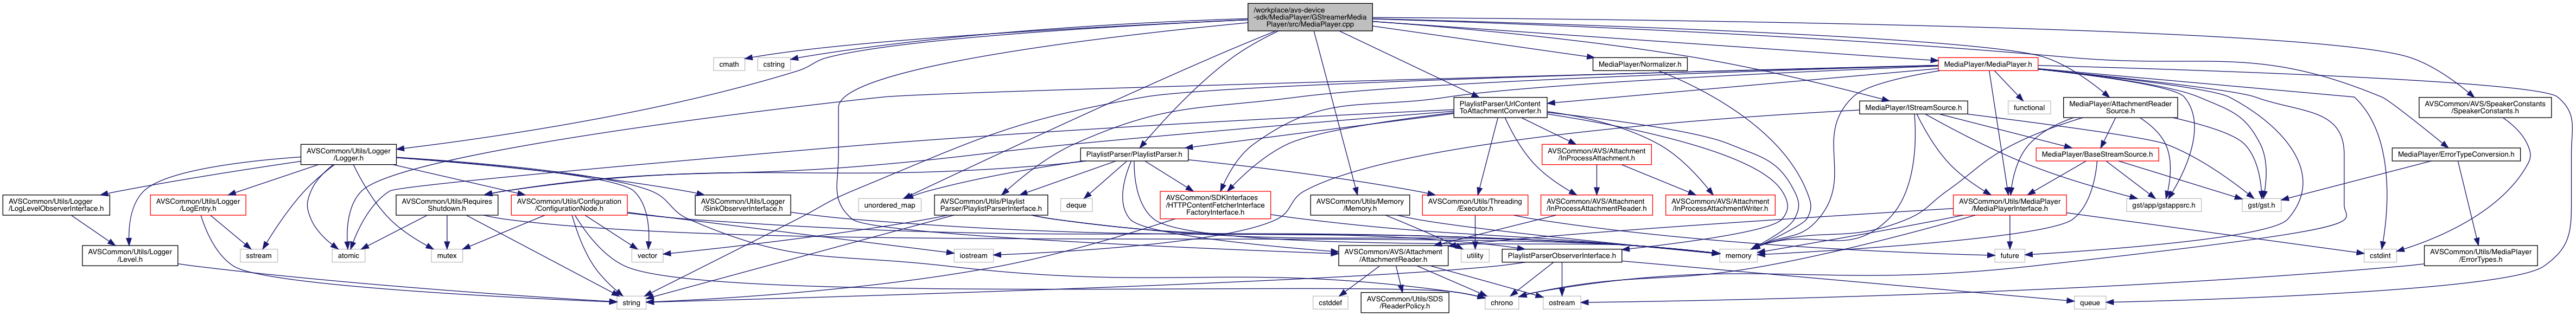 /workplace/avs-device
-sdk/MediaPlayer/GStreamerMedia
Player/src/MediaPlayer.cpp
cmath
cstring
MediaPlayer/Normalizer.h
MediaPlayer/MediaPlayer.h
PlaylistParser/UrlContent
ToAttachmentConverter.h
MediaPlayer/IStreamSource.h
functional
MediaPlayer/AttachmentReader
Source.h
AVSCommon/AVS/SpeakerConstants
/SpeakerConstants.h
AVSCommon/Utils/Logger
/Logger.h
PlaylistParser/PlaylistParser.h
AVSCommon/AVS/Attachment
/InProcessAttachment.h
MediaPlayer/BaseStreamSource.h
MediaPlayer/ErrorTypeConversion.h
AVSCommon/Utils/Logger
/LogLevelObserverInterface.h
AVSCommon/Utils/Logger
/LogEntry.h
AVSCommon/Utils/Requires
Shutdown.h
AVSCommon/Utils/Configuration
/ConfigurationNode.h
AVSCommon/Utils/Logger
/SinkObserverInterface.h
unordered_map
AVSCommon/Utils/Playlist
Parser/PlaylistParserInterface.h
deque
AVSCommon/SDKInterfaces
/HTTPContentFetcherInterface
FactoryInterface.h
AVSCommon/Utils/Memory
/Memory.h
AVSCommon/Utils/Threading
/Executor.h
AVSCommon/AVS/Attachment
/InProcessAttachmentReader.h
AVSCommon/AVS/Attachment
/InProcessAttachmentWriter.h
AVSCommon/Utils/MediaPlayer
/MediaPlayerInterface.h
gst/app/gstappsrc.h
gst/gst.h
AVSCommon/Utils/Logger
/Level.h
sstream
atomic
mutex
vector
iostream
AVSCommon/AVS/Attachment
/AttachmentReader.h
utility
PlaylistParserObserverInterface.h
memory
future
cstdint
AVSCommon/Utils/MediaPlayer
/ErrorTypes.h
string
cstddef
AVSCommon/Utils/SDS
/ReaderPolicy.h
chrono
ostream
queue